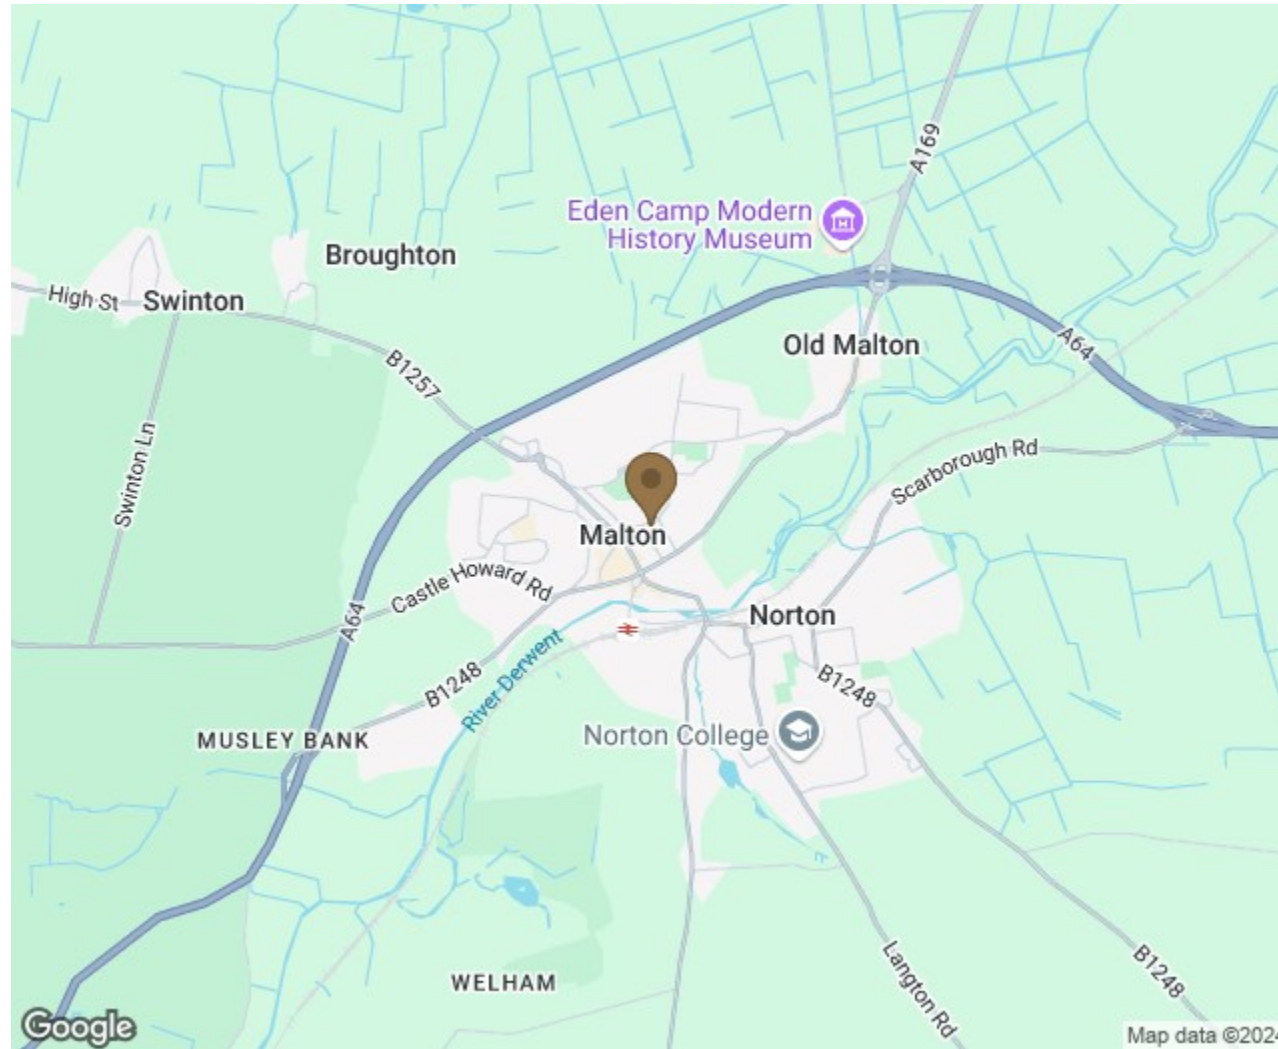 A169
Eden Camp Modern
History Museum
Broughton
High St
Swinton
Old Malton
A64
B1257
Swinton Ln
Scarborough Rd
Malton
Castle Howard Rd
A64
Norton
River Derwent
B1248
B1248
MUSLEY BANK
Norton College
WELHAM
Langton Rd
B1248
Google
Map data ©2024